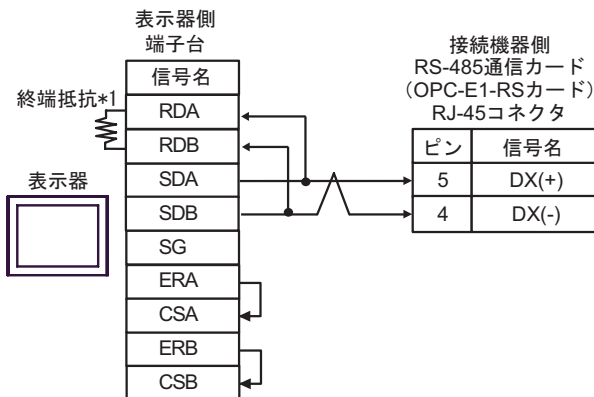 表示器側
端子台
信号名
終端抵抗*1
RDA
RDB
表示器
SDA
SDB
SG
ERA
CSA
ERB
CSB
接続機器側
RS-485通信カード
（OPC-E1-RSカード）
RJ-45コネクタ
ピン 信号名
5 DX(+)
4 DX(-)